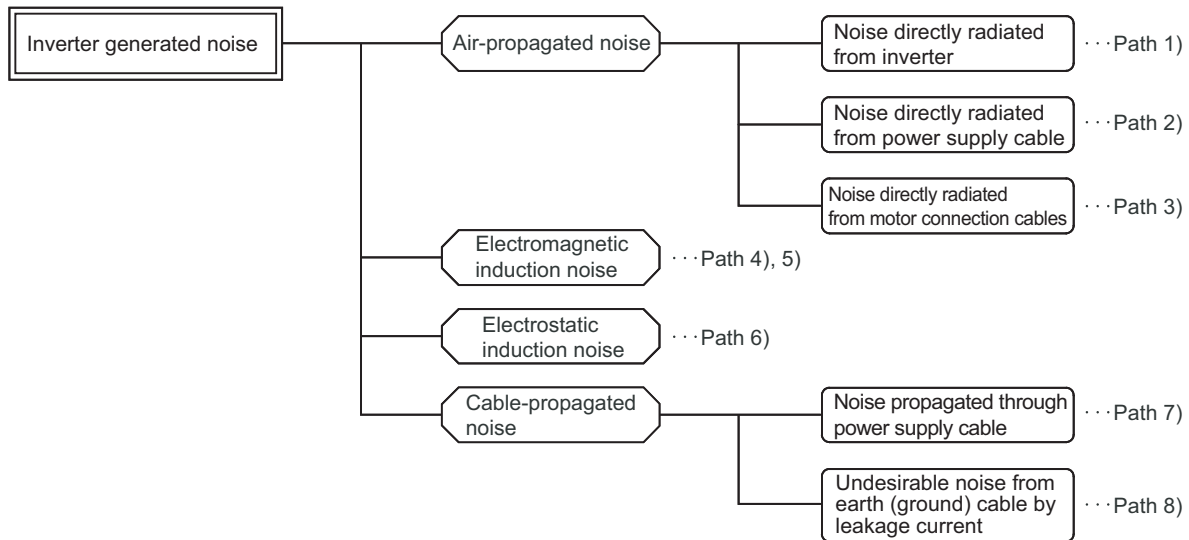 Inverter generated noise
Air-propagated noise
Noise directly radiated
from inverter
···Path 1)
Noise directly radiated
from power supply cable
···Path 2)
Noise directly radiated
from motor connection cables
···Path 3)
Electromagnetic
induction noise
···Path 4), 5)
Electrostatic
induction noise
···Path 6)
Cable-propagated
noise
Noise propagated through
power supply cable
···Path 7)
Undesirable noise from
earth (ground) cable by
leakage current
···Path 8)